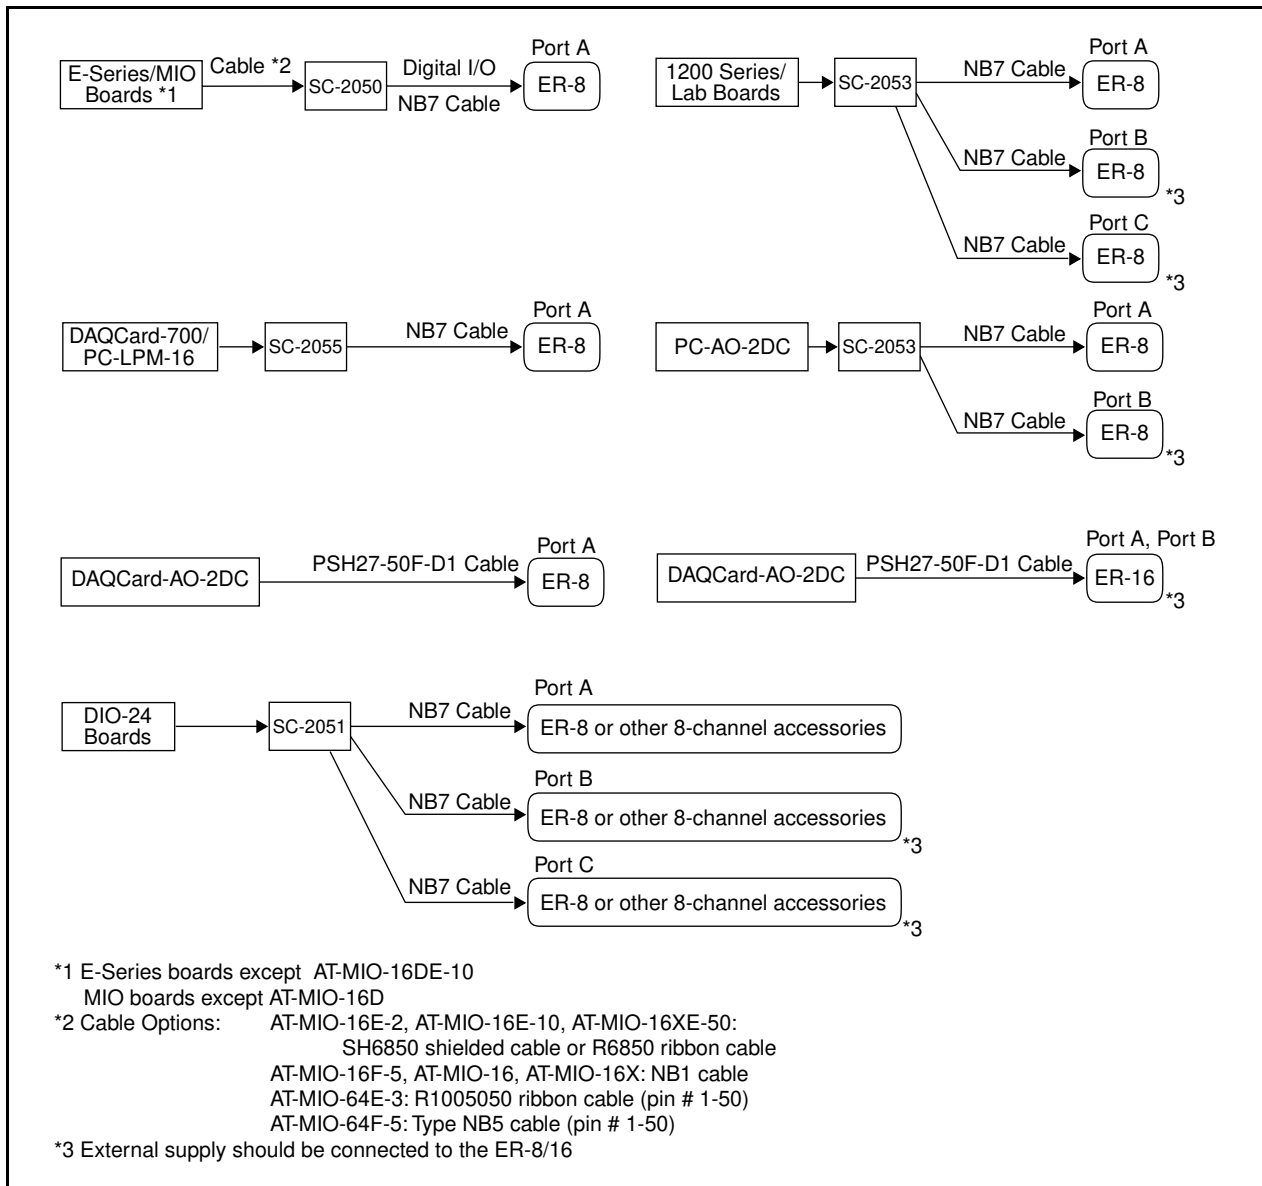 Port A
E-Series/MIO
Boards *1
Cable *2
SC-2050
Digital I/O
NB7 Cable
ER-8
1200 Series/
Lab Boards
SC-2053
NB7 Cable
Port A
ER-8
NB7 Cable
Port B
ER-8
*3
NB7 Cable
Port C
ER-8
*3
DAQCard-700/
PC-LPM-16
SC-2055
NB7 Cable
Port A
ER-8
PC-AO-2DC
SC-2053
NB7 Cable
Port A
ER-8
NB7 Cable
Port B
ER-8
*3
DAQCard-AO-2DC
PSH27-50F-D1 Cable
Port A
ER-8
DAQCard-AO-2DC
PSH27-50F-D1 Cable
Port A, Port B
ER-16
*3
DIO-24
Boards
SC-2051
NB7 Cable
Port A
ER-8 or other 8-channel accessories
NB7 Cable
Port B
ER-8 or other 8-channel accessories
*3
NB7 Cable
Port C
ER-8 or other 8-channel accessories
*3
*1 E-Series boards except AT-MIO-16DE-10
MIO boards except AT-MIO-16D
*2 Cable Options: AT-MIO-16E-2, AT-MIO-16E-10, AT-MIO-16XE-50:
SH6850 shielded cable or R6850 ribbon cable
AT-MIO-16F-5, AT-MIO-16, AT-MIO-16X: NB1 cable
AT-MIO-64E-3: R1005050 ribbon cable (pin # 1-50)
AT-MIO-64F-5: Type NB5 cable (pin # 1-50)
*3 External supply should be connected to the ER-8/16